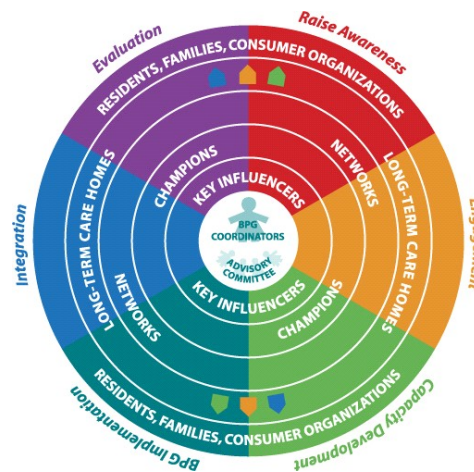 Evaluation
Raise Awareness
RESIDENTS, FAMILIES, CONSUMER ORGANIZATIONS
CHAMPIONS
NETWORKS
KEY INFLUENCERS
LONG-TERM CARE HOMES
LONG-TERM CARE HOMES
Integration
BPG
COORDINATORS
ADVISORY
COMMITTEE
KEY INFLUENCERS
NETWORKS
CHAMPIONS
RESIDENTS, FAMILIES, CONSUMER ORGANIZATIONS
BPG Implementation
Capacity Development